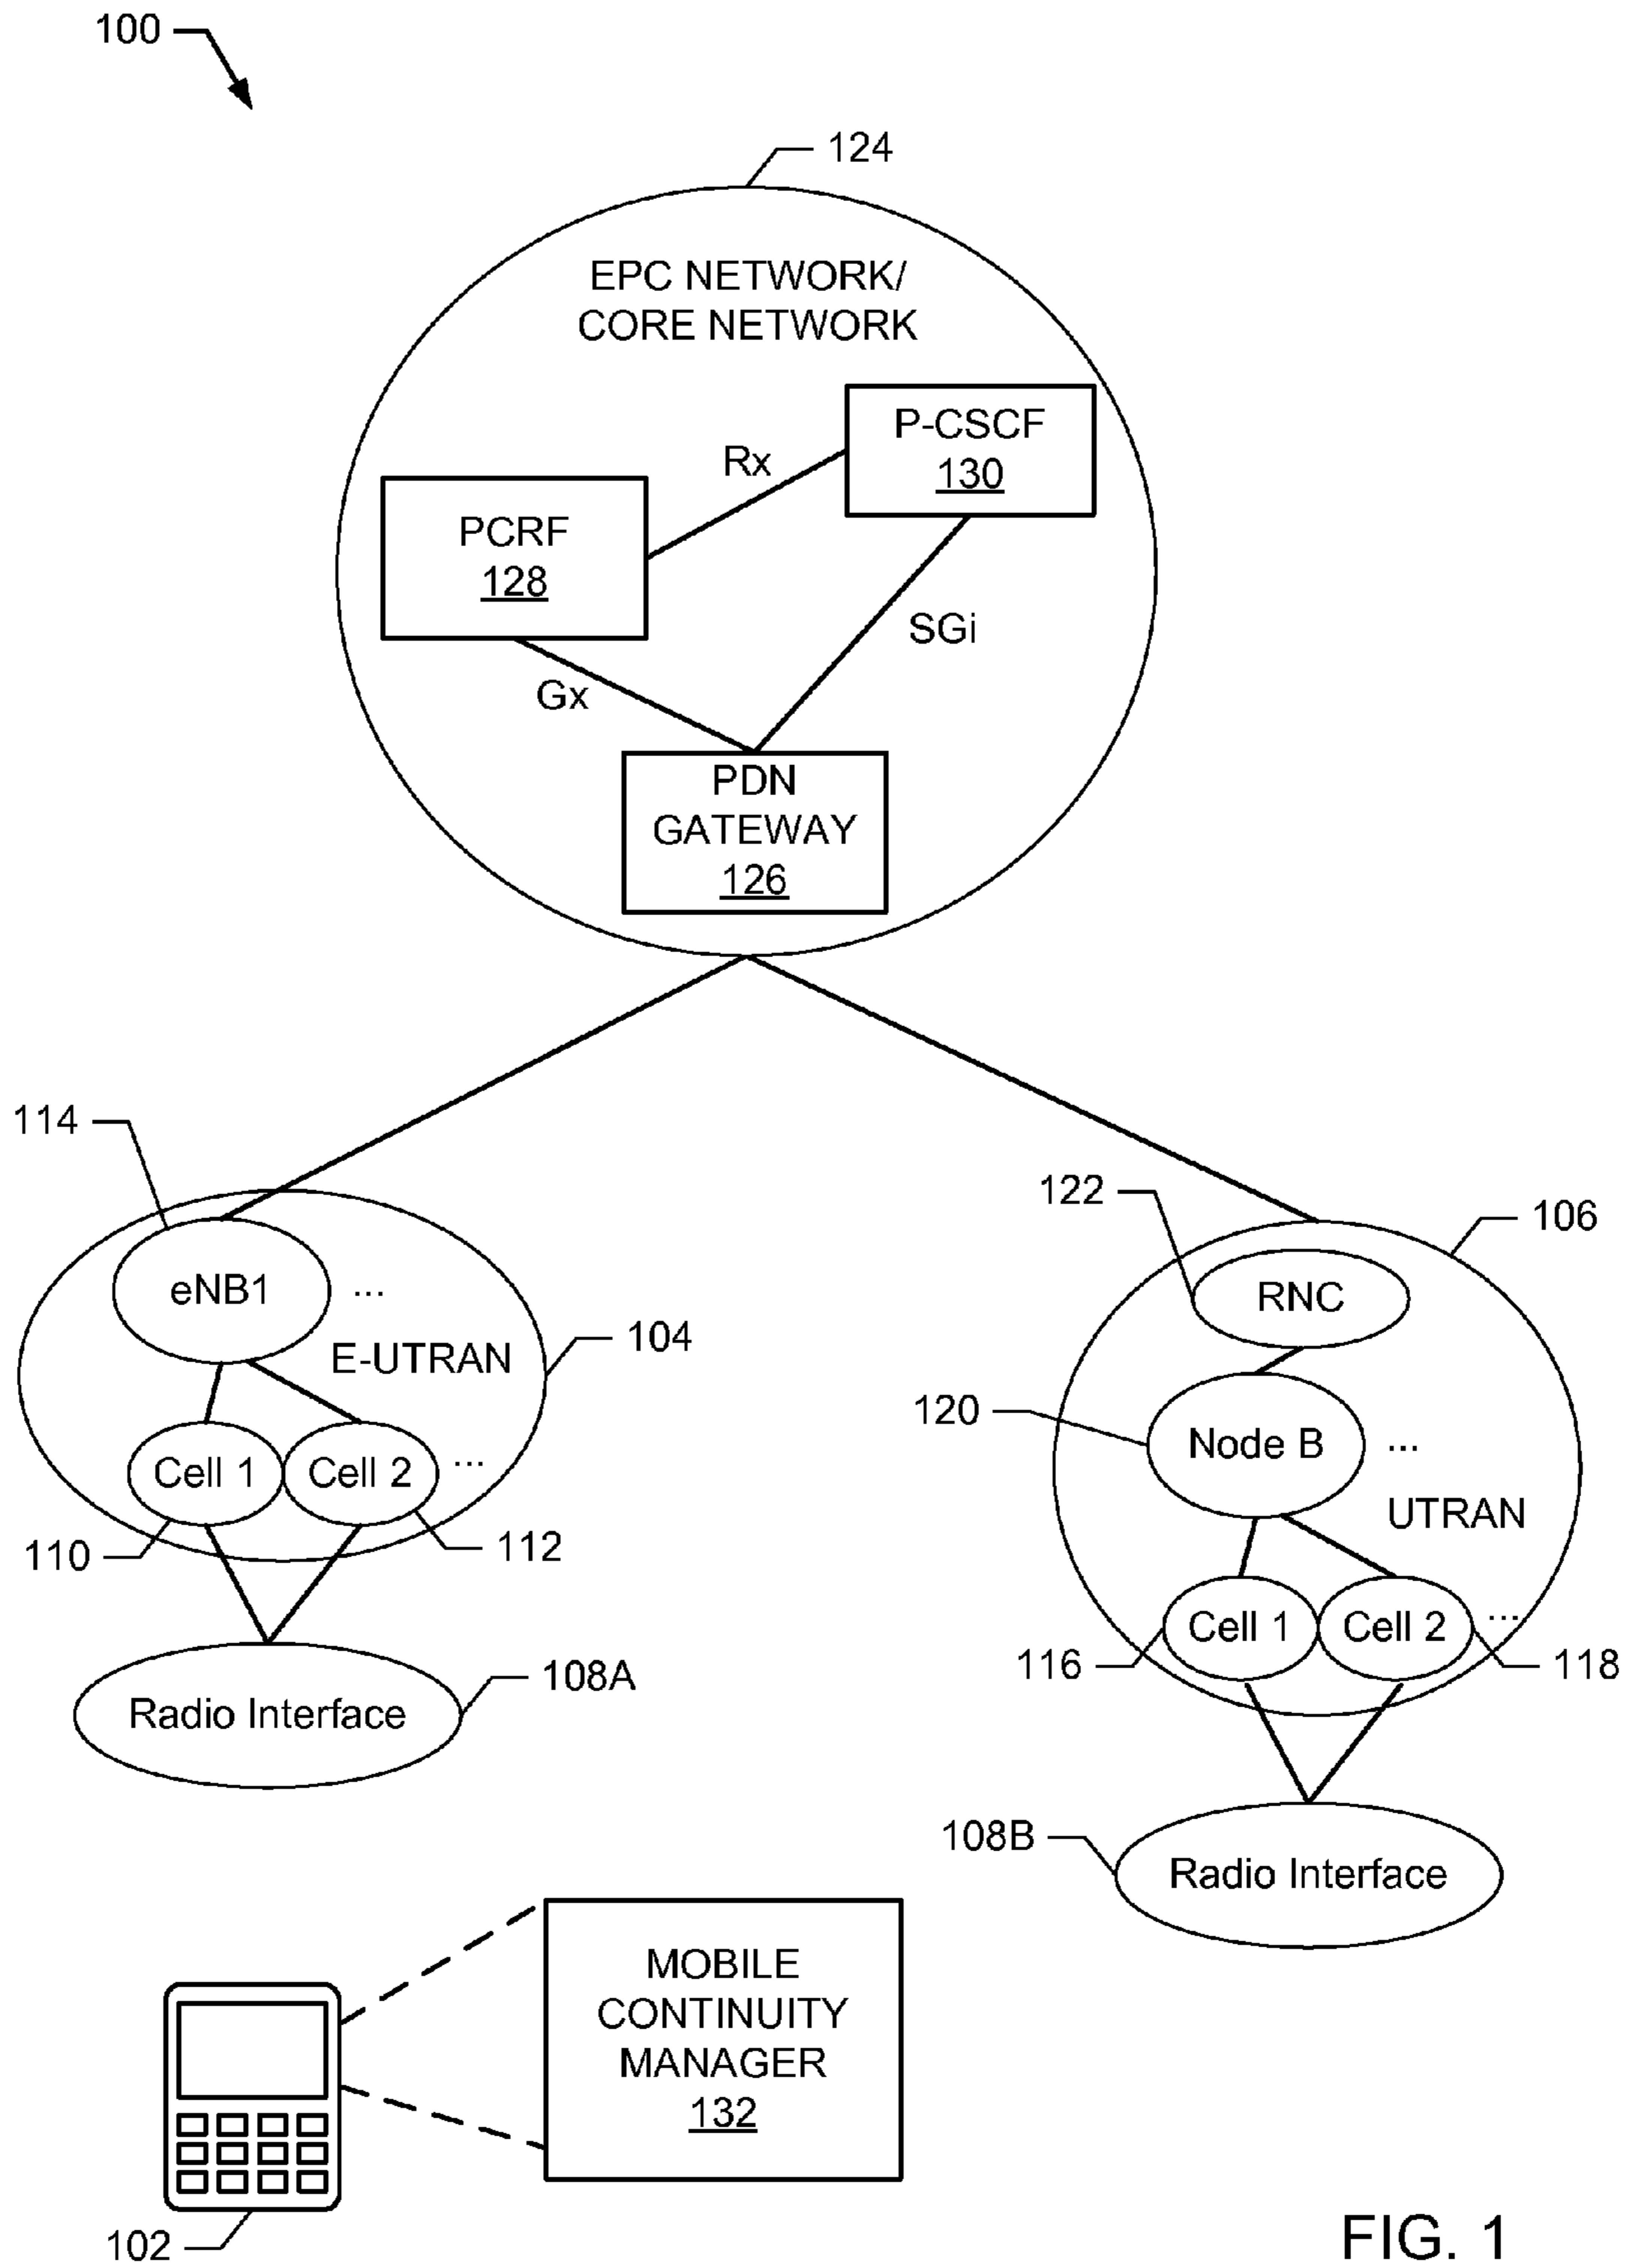 100
124
EPC NETWORK/
CORE NETWORK
P-CSCF
130
Rx
PCRF
128
SGi
Gx
PDN
GATEWAY
126
114
122
106
eNB1
...
RNC
104
E-UTRAN
120
Node B
...
Cell 1
Cell 2
...
UTRAN
110
112
Cell 1
Cell 2
...
116
118
108A
Radio Interface
108B
Radio Interface
MOBILE
CONTINUITY
MANAGER
132
102
FIG. 1